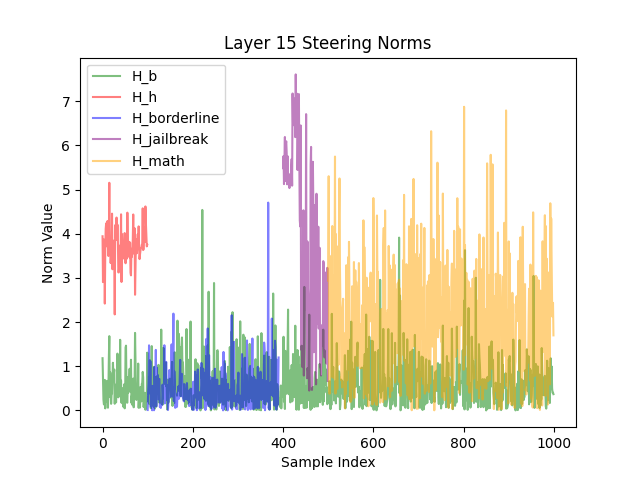 Layer 15 Steering Norms
H_b
H_h
H_borderline
H_jailbreak
H_math
Norm Value
7
6
5
4
3
2
1
0
0 200 400 600 800 1000
Sample Index